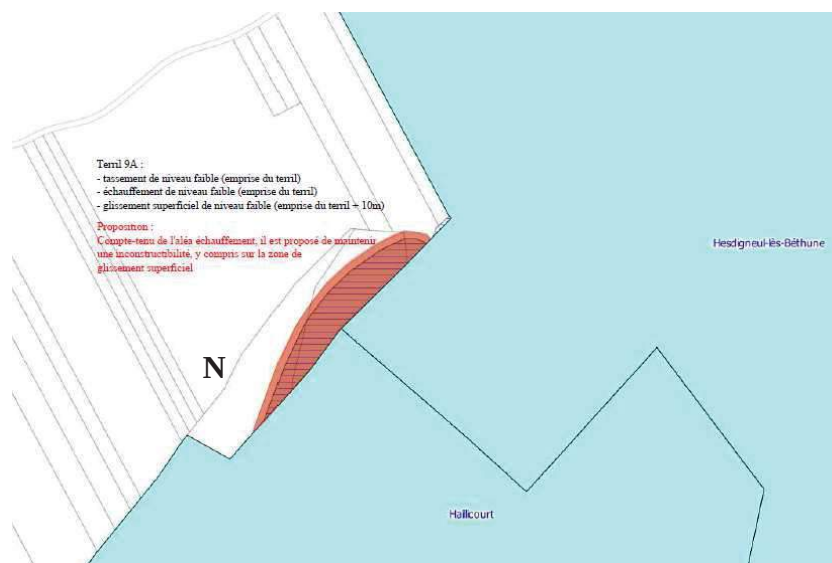 Terril 9A :
- tassement de niveau faible (emprise du terril)
- échauffement de niveau faible (emprise du terril)
- glissement superficiel de niveau faible (emprise du terril + 10m)
Proposition :
Compte-tenu de l'aléa échauffement, il est proposé de maintenir
une inconstructibilité, y compris sur la zone de
glissement superficiel
Hesdigneul-lès-Béthune
N
Haillicourt